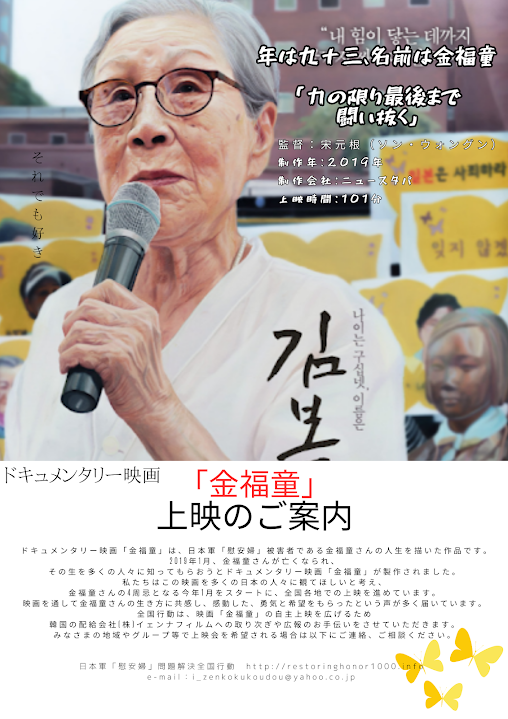 “내 힘이 닿는 데까지
年は九十三、名前は金福童
「力の限り最後まで
闘い抜く」
監督：宋元根（ソン・ウォングン）
制作年：2019年
制作会社：ニュースタパ
上映時間：101分
それでも好き
일본은 사죄하라
잊지 않겠
나이는 구십넷, 이름은
김복
ドキュメンタリー映画
「金福童」
上映のご案内
ドキュメンタリー映画「金福童」は、日本軍「慰安婦」被害者である金福童さんの人生を描いた作品です。
2019年1月、金福童さんが亡くなられ、
その生を多くの人々に知ってもらおうとドキュメンタリー映画「金福童」が製作されました。
私たちはこの映画を多くの日本の人々に観てほしいと考え、
金福童さんの4周忌となる今年1月をスタートに、全国各地での上映を進めています。
映画を通して金福童さんの生き方に共感し、感動した、勇気と希望をもらったという声が多く届いています。
全国行動は、映画「金福童」の自主上映を広げるため
韓国の配給会社(株)イェンナフィルムへの取り次ぎや広報のお手伝いをさせていただきます。
みなさまの地域やグループ等で上映会を希望される場合は以下にご連絡、ご相談ください。
日本軍「慰安婦」問題解決全国行動　http://restoringhonor1000.info
e-mail：i_zenkokukoudou@yahoo.co.jp